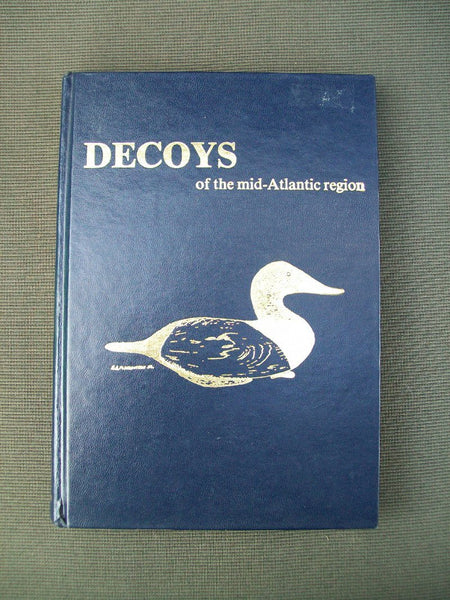 DECOYS
of the mid-Atlantic region